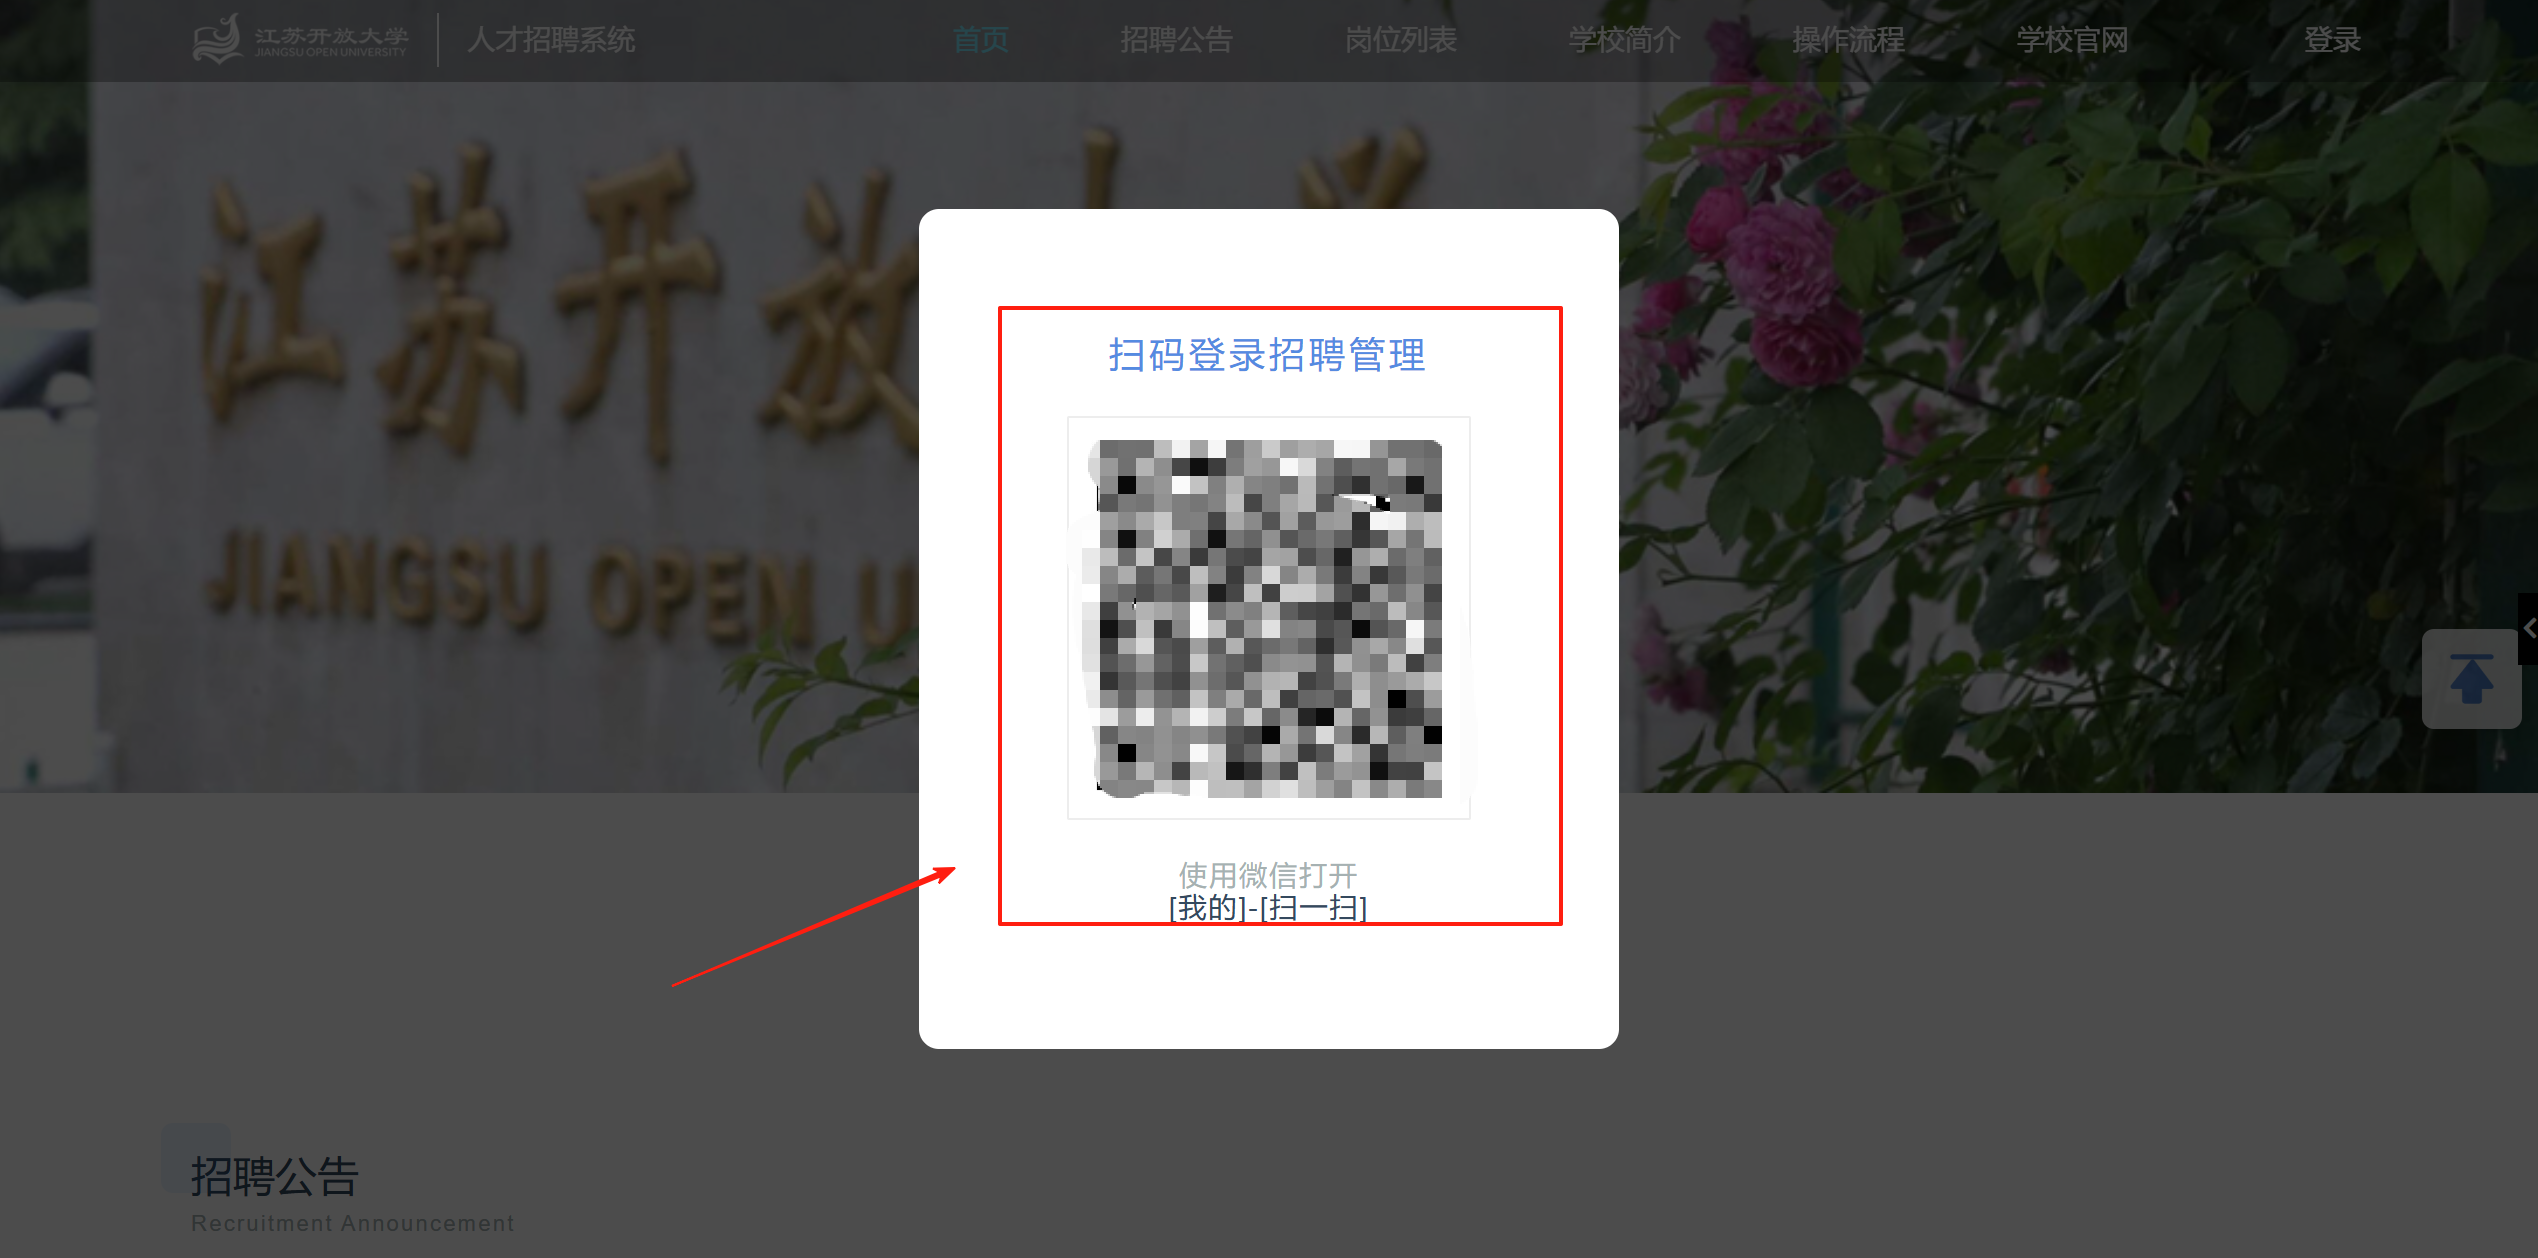 江苏开放大学
JIANGSU OPEN UNIVERSITY
人才招聘系统
首页
招聘公告
岗位列表
学校简介
操作流程
学校官网
登录
江苏开放
JIANGSU OPEN U
扫码登录招聘管理
使用微信打开
[我的]-[扫一扫]
招聘公告
Recruitment Announcement